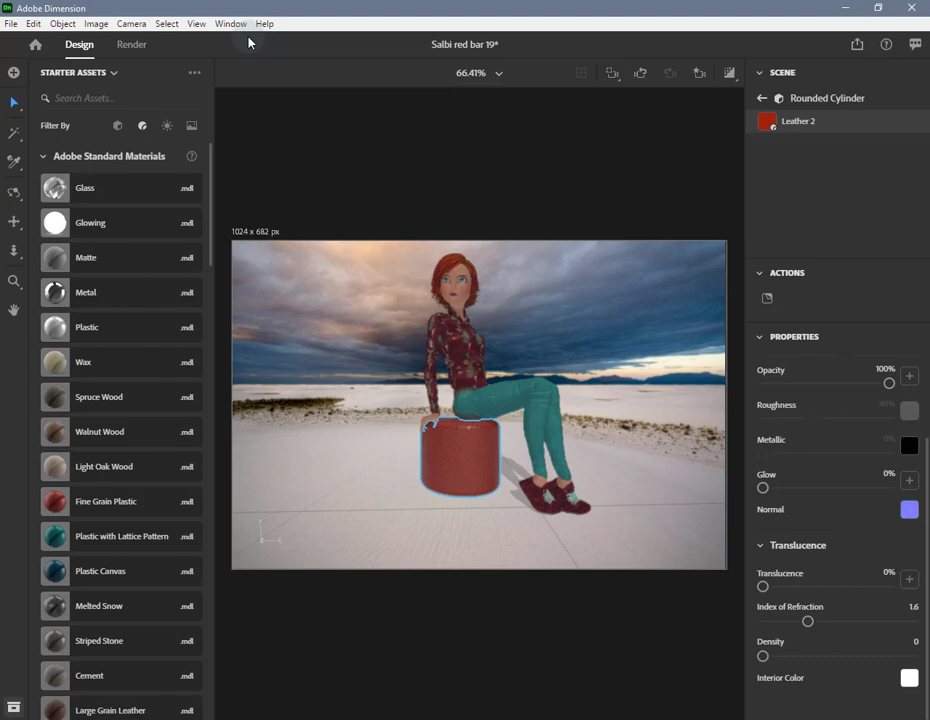 Dn Adobe Dimension
File Edit Object Image Camera Select View Window Help
Design Render Salbi red bar 19*
STARTER ASSETS
66.41%
SCENE
Search Assets...
Rounded Cylinder
Filter By
Leather 2
Adobe Standard Materials
Glass .mdl
Glowing .mdl
1024 x 682 px
Matte .mdl
Metal .mdl
Plastic .mdl
Wax .mdl
Spruce Wood .mdl
Walnut Wood .mdl
Light Oak Wood .mdl
Fine Grain Plastic .mdl
Plastic with Lattice Pattern .mdl
Plastic Canvas .mdl
Melted Snow .mdl
Striped Stone .mdl
Cement .mdl
Large Grain Leather .mdl
Y
Z X
ACTIONS
PROPERTIES
Opacity 100%
Roughness 40%
Metallic 0%
Glow 0%
Normal
Translucence
Translucence 0%
Index of Refraction 1.6
Density 0
Interior Color